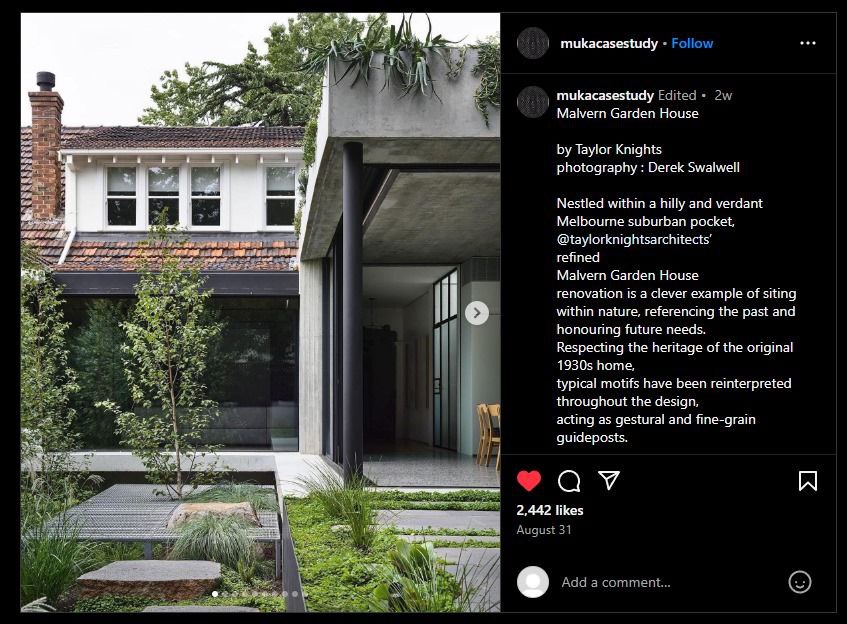 mukacasestudy • Follow
mukacasestudy Edited • 2w
Malvern Garden House
by Taylor Knights
photography : Derek Swalwell
Nestled within a hilly and verdant
Melbourne suburban pocket,
@taylorknightsarchitects'
refined
Malvern Garden House
renovation is a clever example of siting
within nature, referencing the past and
honouring future needs.
Respecting the heritage of the original
1930s home,
typical motifs have been reinterpreted
throughout the design,
acting as gestural and fine-grain
guideposts.
2,442 likes
August 31
Add a comment...